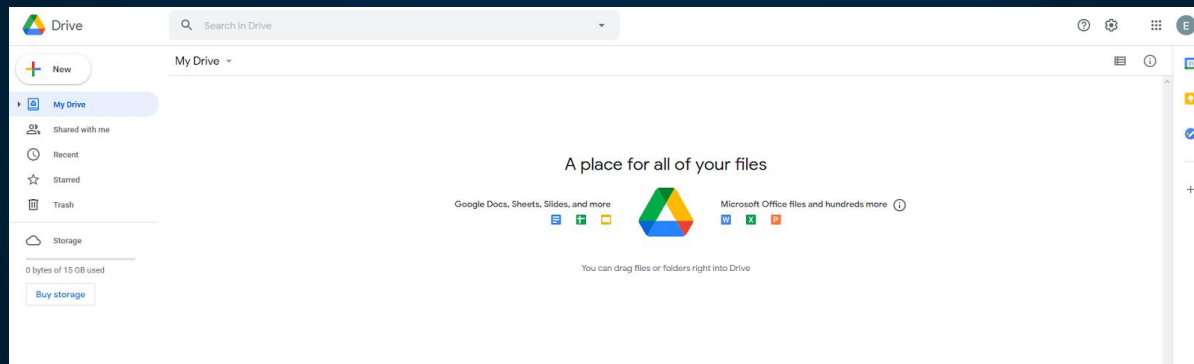 Drive
Search in Drive
E
New
My Drive
My Drive
Shared with me
Recent
Starred
Trash
Storage
0 bytes of 15 GB used
Buy storage
A place for all of your files
Google Docs, Sheets, Slides, and more
Microsoft Office files and hundreds more
W X P
You can drag files or folders right into Drive